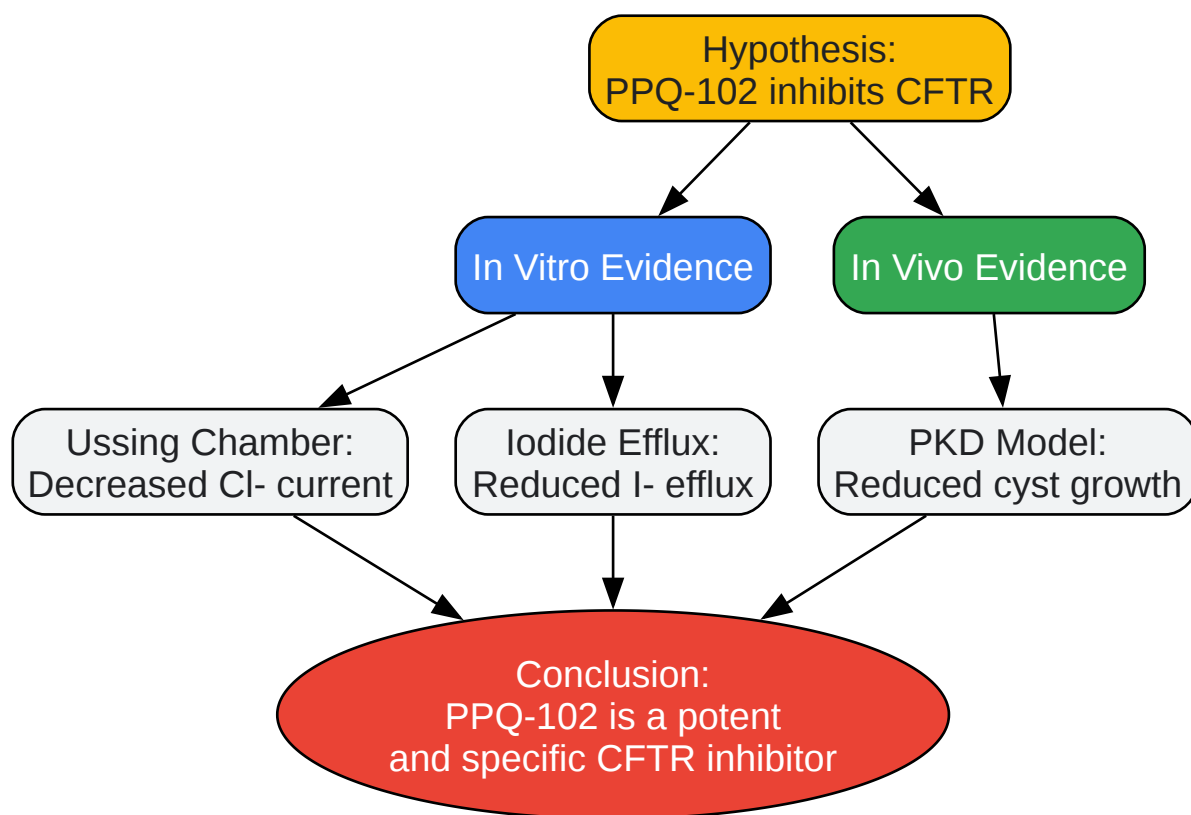 Hypothesis:
PPQ-102 inhibits CFTR
In Vitro Evidence
In Vivo Evidence
Ussing Chamber:
Decreased Cl- current
Iodide Efflux:
Reduced I- efflux
PKD Model:
Reduced cyst growth
Conclusion:
PPQ-102 is a potent
and specific CFTR inhibitor